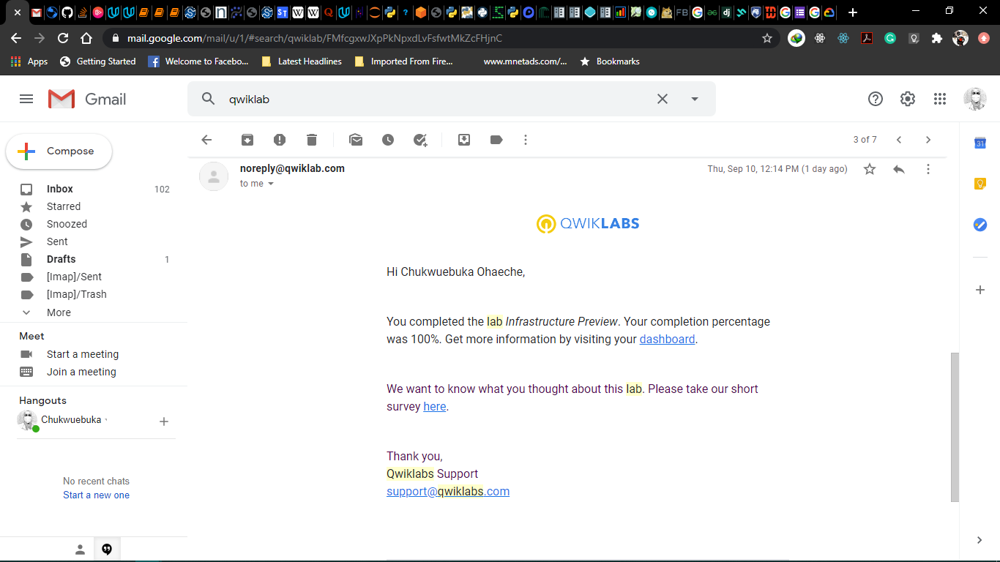 mail.google.com/mail/u/1/#search/qwiklab/FMfcgxwJXpPkNpxdLvFsfwtMkZcFHjnC
Apps
Getting Started
Welcome to Facebo...
Latest Headlines
Imported From Fire...
www.mnetads.com/...
Bookmarks
Gmail
qwiklab
Compose
3 of 7
Inbox 102
Starred
Snoozed
Sent
Drafts 1
[Imap]/Sent
[Imap]/Trash
More
Meet
Start a meeting
Join a meeting
Hangouts
Chukwuebuka
No recent chats
Start a new one
noreply@qwiklab.com
Thu, Sep 10, 12:14 PM (1 day ago)
to me
QWIKLABS
Hi Chukwuebuka Ohaeche,
You completed the lab Infrastructure Preview. Your completion percentage
was 100%. Get more information by visiting your dashboard.
We want to know what you thought about this lab. Please take our short
survey here.
Thank you,
Qwiklabs Support
support@qwiklabs.com
31